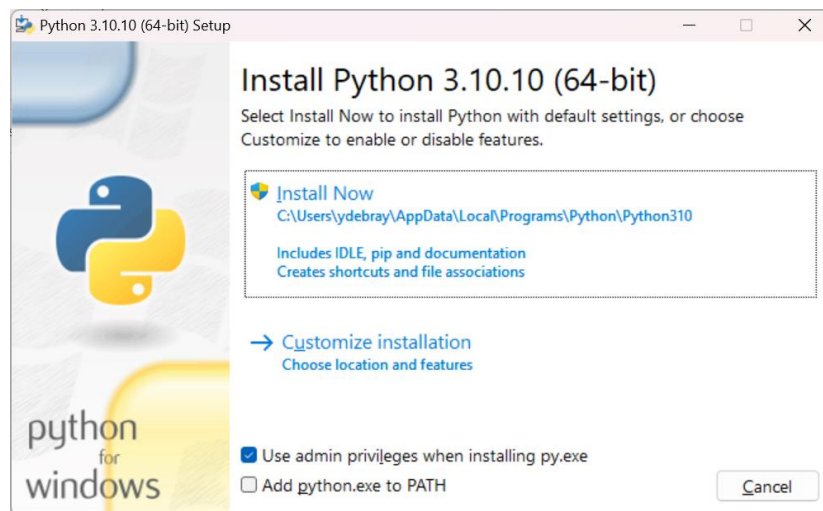 Python 3.10.10 (64-bit) Setup
Install Python 3.10.10 (64-bit)
Select Install Now to install Python with default settings, or choose
Customize to enable or disable features.
Install Now
C:\Users\ydebray\AppData\Local\Programs\Python\Python310
Includes IDLE, pip and documentation
Creates shortcuts and file associations
Customize installation
Choose location and features
python
for
windows
Use admin privileges when installing py.exe
Add python.exe to PATH
Cancel